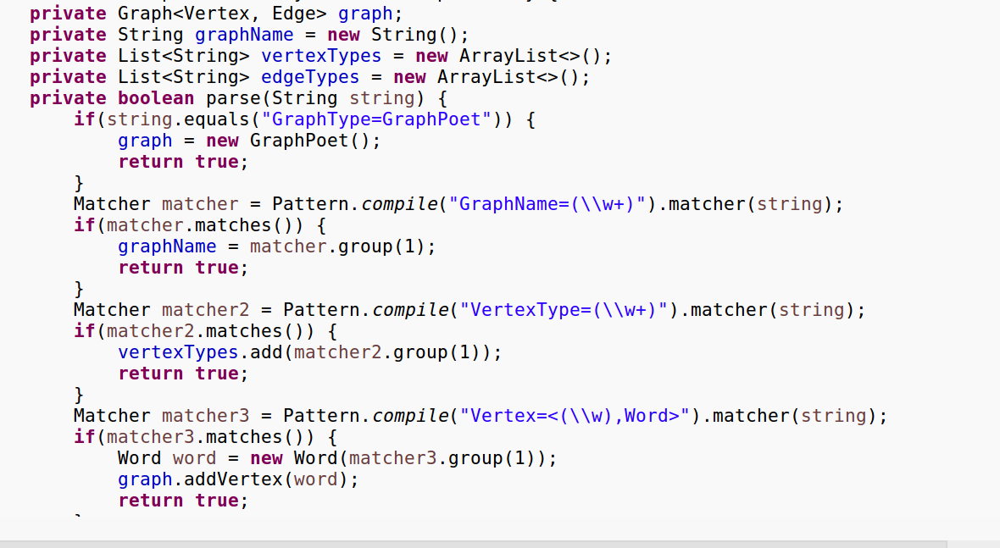 private Graph<Vertex, Edge> graph;
private String graphName = new String();
private List<String> vertexTypes = new ArrayList<>();
private List<String> edgeTypes = new ArrayList<>();
private boolean parse(String string) {
if(string.equals("GraphType=GraphPoet")) {
graph = new GraphPoet();
return true;
}
Matcher matcher = Pattern.compile("GraphName=(\\w+)").matcher(string);
if(matcher.matches()) {
graphName = matcher.group(1);
return true;
}
Matcher matcher2 = Pattern.compile("VertexType=(\\w+)").matcher(string);
if(matcher2.matches()) {
vertexTypes.add(matcher2.group(1));
return true;
}
Matcher matcher3 = Pattern.compile("Vertex=<(\\w),Word>").matcher(string);
if(matcher3.matches()) {
Word word = new Word(matcher3.group(1));
graph.addVertex(word);
return true;